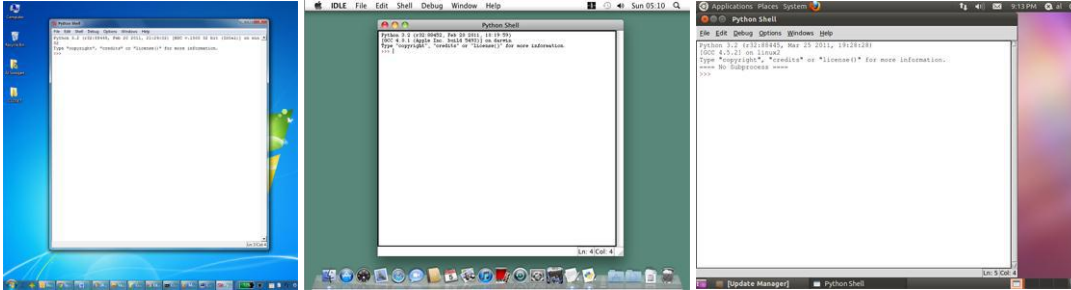 Computer
Recycle Bin
Python Shell
File Edit Shell Debug Options Windows Help
Type "copyright", "credits" or "license()" for more information.
>>>
IDLE File Edit Shell Debug Window Help Sun 05:10
Python Shell
Type "copyright", "credits" or "license()" for more information.
>>>
Ln: 4 Col: 4
Applications Places System 9:13 PM al
Python Shell
File Edit Debug Options Windows Help
Python 3.2 (r32:88445, Mar 25 2011, 19:28:28)
[GCC 4.5.2] on linux2
Type "copyright", "credits" or "license()" for more information.
==== No Subprocess ====
>>>
Ln: 5 Col: 4
[Update Manager] Python Shell